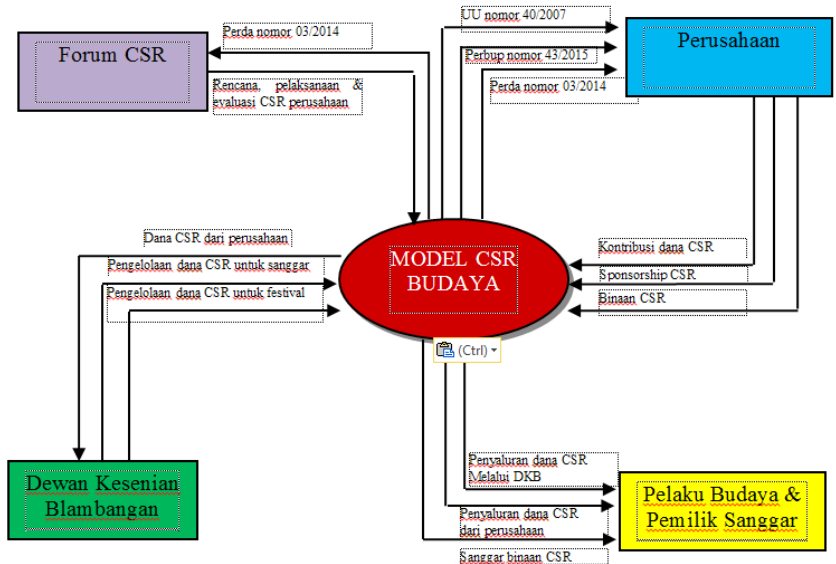 UU nomor 40/2007
Perda nomor 03/2014
Forum CSR
Perusahaan
Perbup nomor 43/2015
Rencana, pelaksanaan &
evaluasi CSR perusahaan
Perda nomor 03/2014
Dana CSR dari perusahaan
Pengelolaan dana CSR untuk sanggar
Pengelolaan dana CSR untuk festival
MODEL CSR
BUDAYA
Kontribusi dana CSR
Sponsorship CSR
Binaan CSR
(Ctrl)
Dewan Kesenian
Blambangan
Penyaluran dana CSR
Melalui DKB
Penyaluran dana CSR
dari perusahaan
Sanggar binaan CSR
Pelaku Budaya &
Pemilik Sanggar